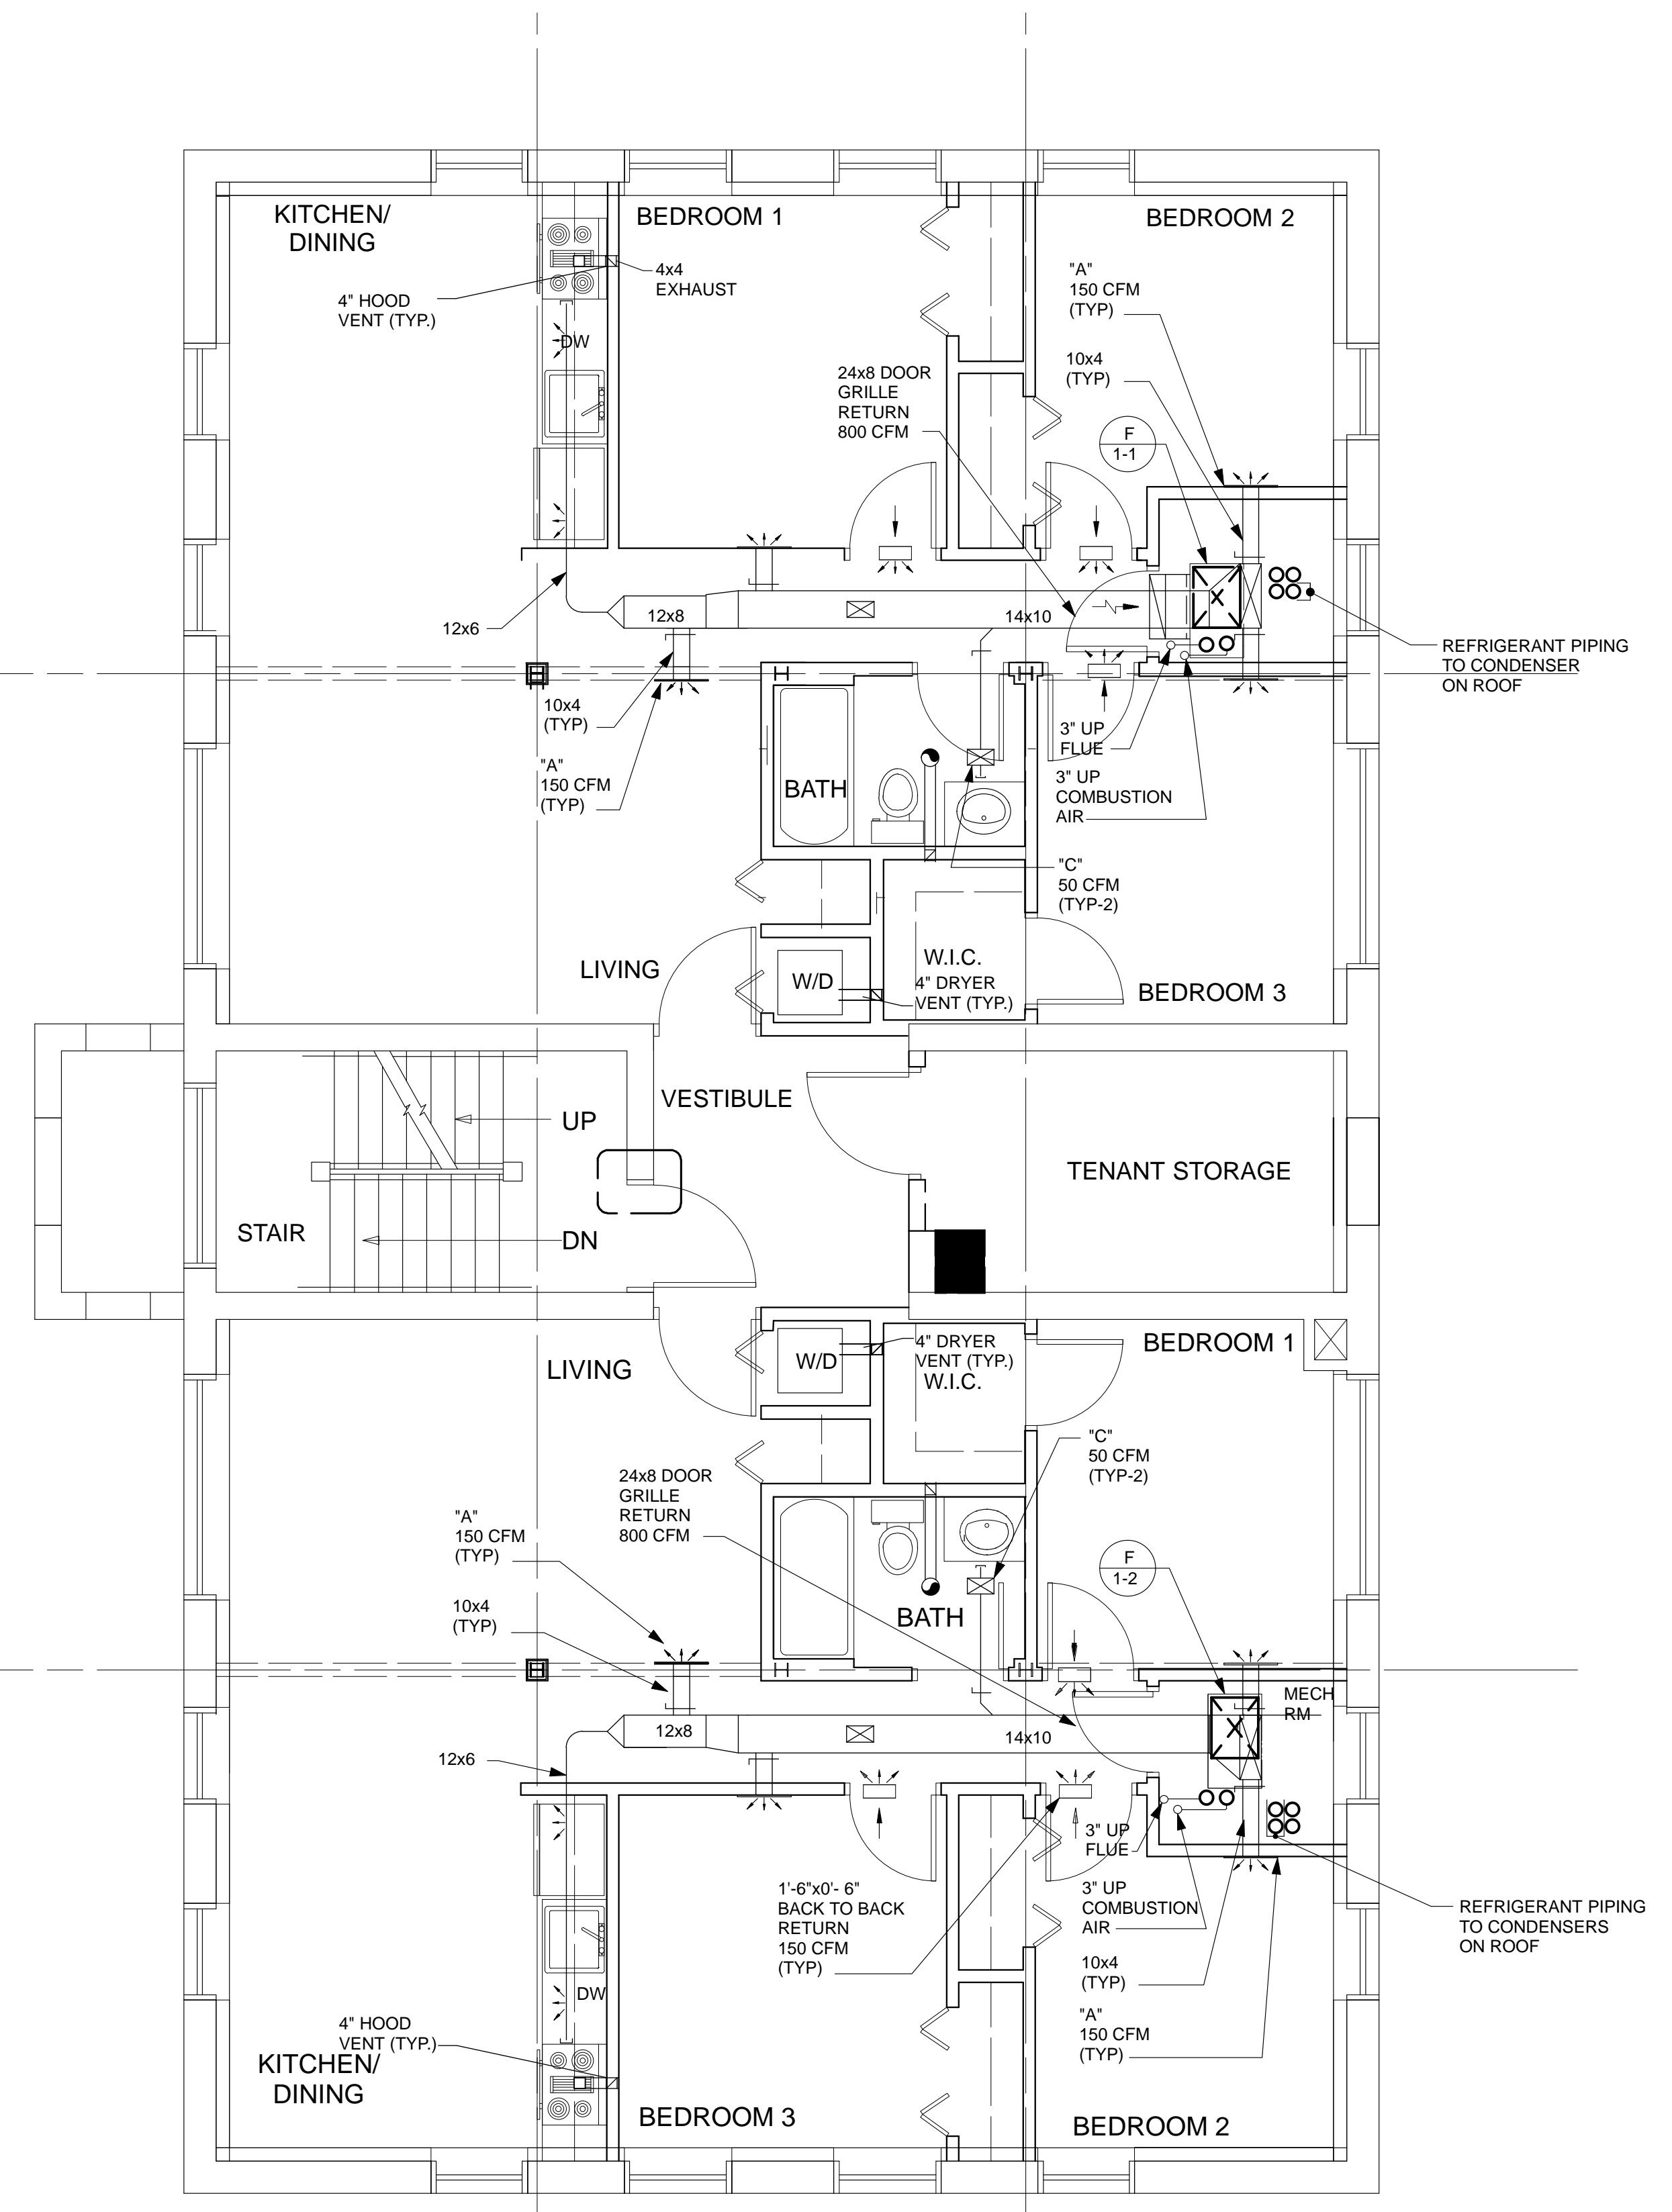 KITCHEN/
DINING
BEDROOM 1
BEDROOM 2
4" HOOD
VENT (TYP.)
4x4
EXHAUST
DW
"A"
150 CFM
(TYP)
10x4
(TYP)
24x8 DOOR
GRILLE
RETURN
800 CFM
F
1-1
X
12x6
12x8
14x10
REFRIGERANT PIPING
TO CONDENSER
ON ROOF
10x4
(TYP)
"A"
150 CFM
(TYP)
BATH
3" UP
FLUE
3" UP
COMBUSTION
AIR
"C"
50 CFM
(TYP-2)
LIVING
W/D
W.I.C.
4" DRYER
VENT (TYP.)
BEDROOM 3
VESTIBULE
UP
TENANT STORAGE
STAIR
DN
LIVING
W/D
4" DRYER
VENT (TYP.)
W.I.C.
BEDROOM 1
"C"
50 CFM
(TYP-2)
24x8 DOOR
GRILLE
RETURN
800 CFM
"A"
150 CFM
(TYP)
10x4
(TYP)
BATH
F
1-2
MECH
RM
X
12x6
12x8
14x10
3" UP
FLUE
3" UP
COMBUSTION
AIR
1'-6"x0'- 6"
BACK TO BACK
RETURN
150 CFM
(TYP)
REFRIGERANT PIPING
TO CONDENSERS
ON ROOF
10x4
(TYP)
"A"
150 CFM
(TYP)
DW
4" HOOD
VENT (TYP.)
KITCHEN/
DINING
BEDROOM 3
BEDROOM 2